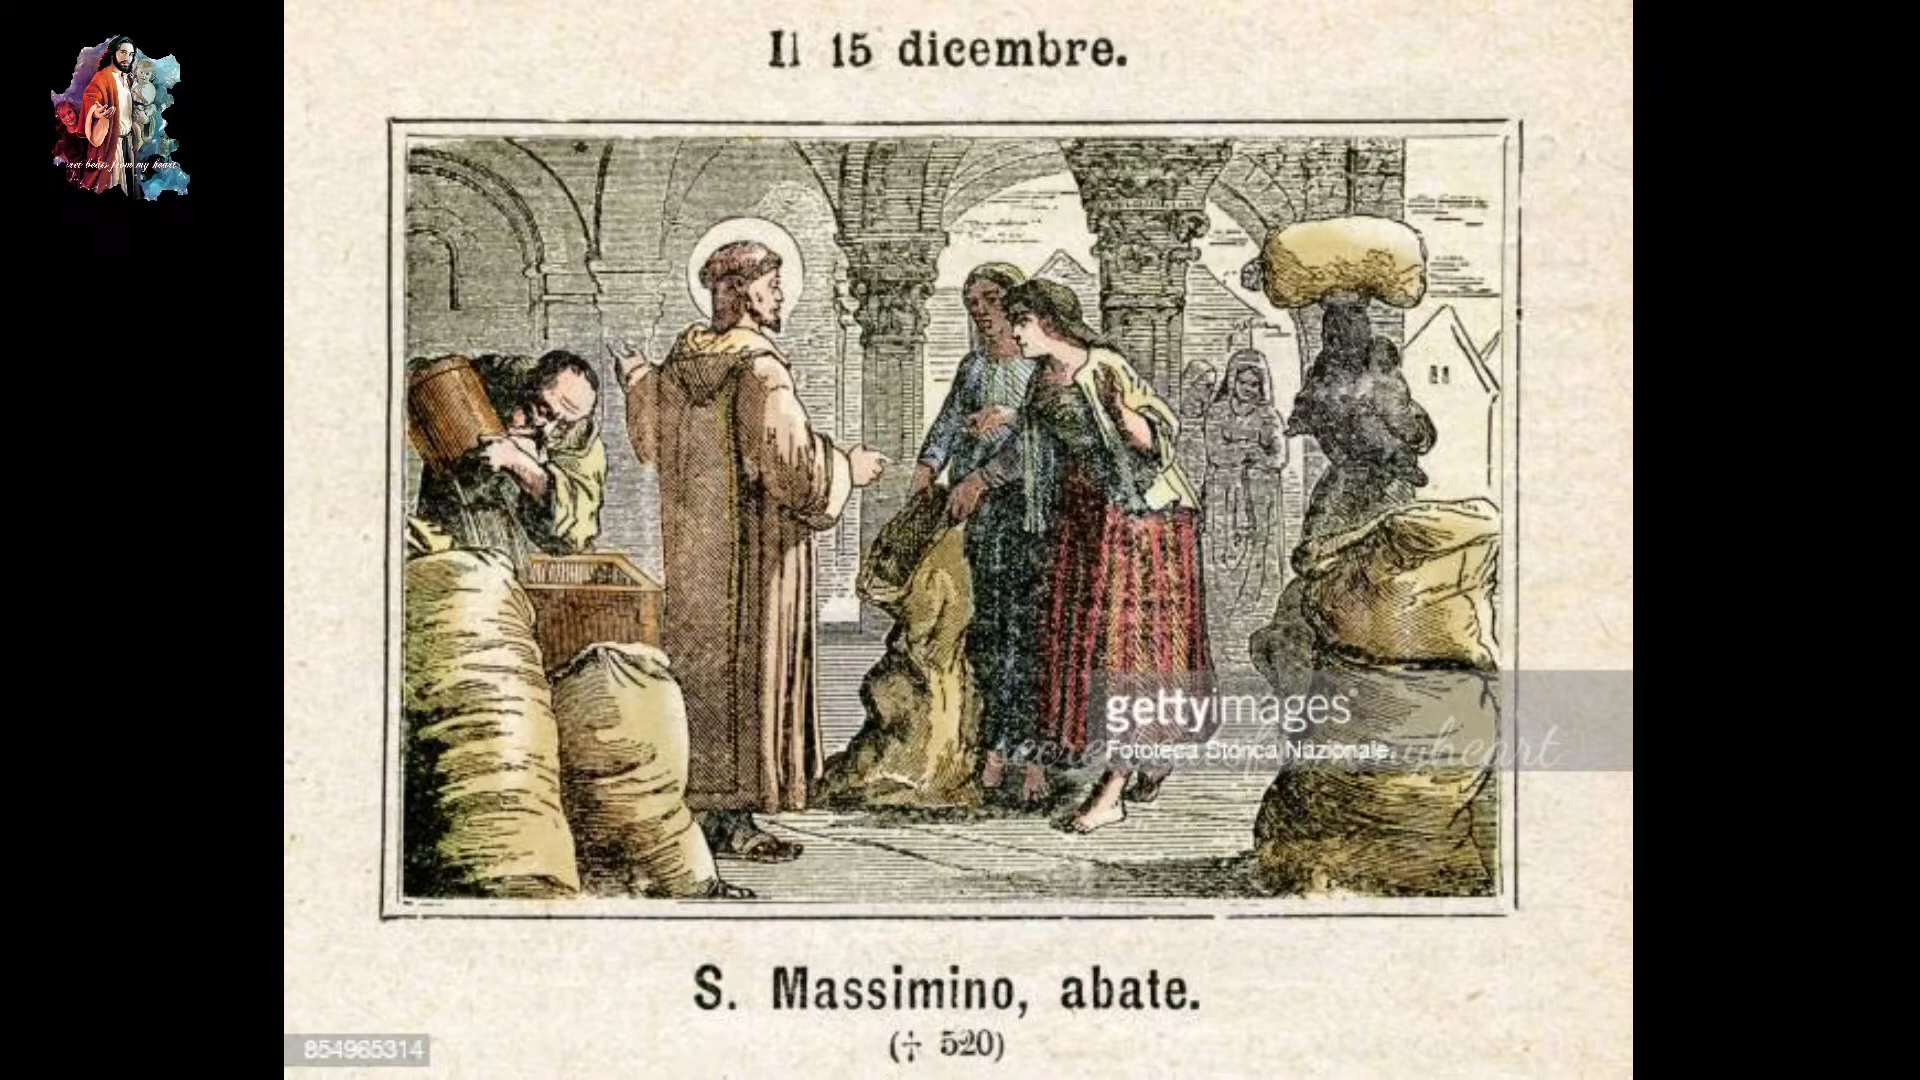 Il 15 dicembre.
gettyimages®
Fototeca Storica Nazionale.
S. Massimino, abate.
(† 520)
854965314